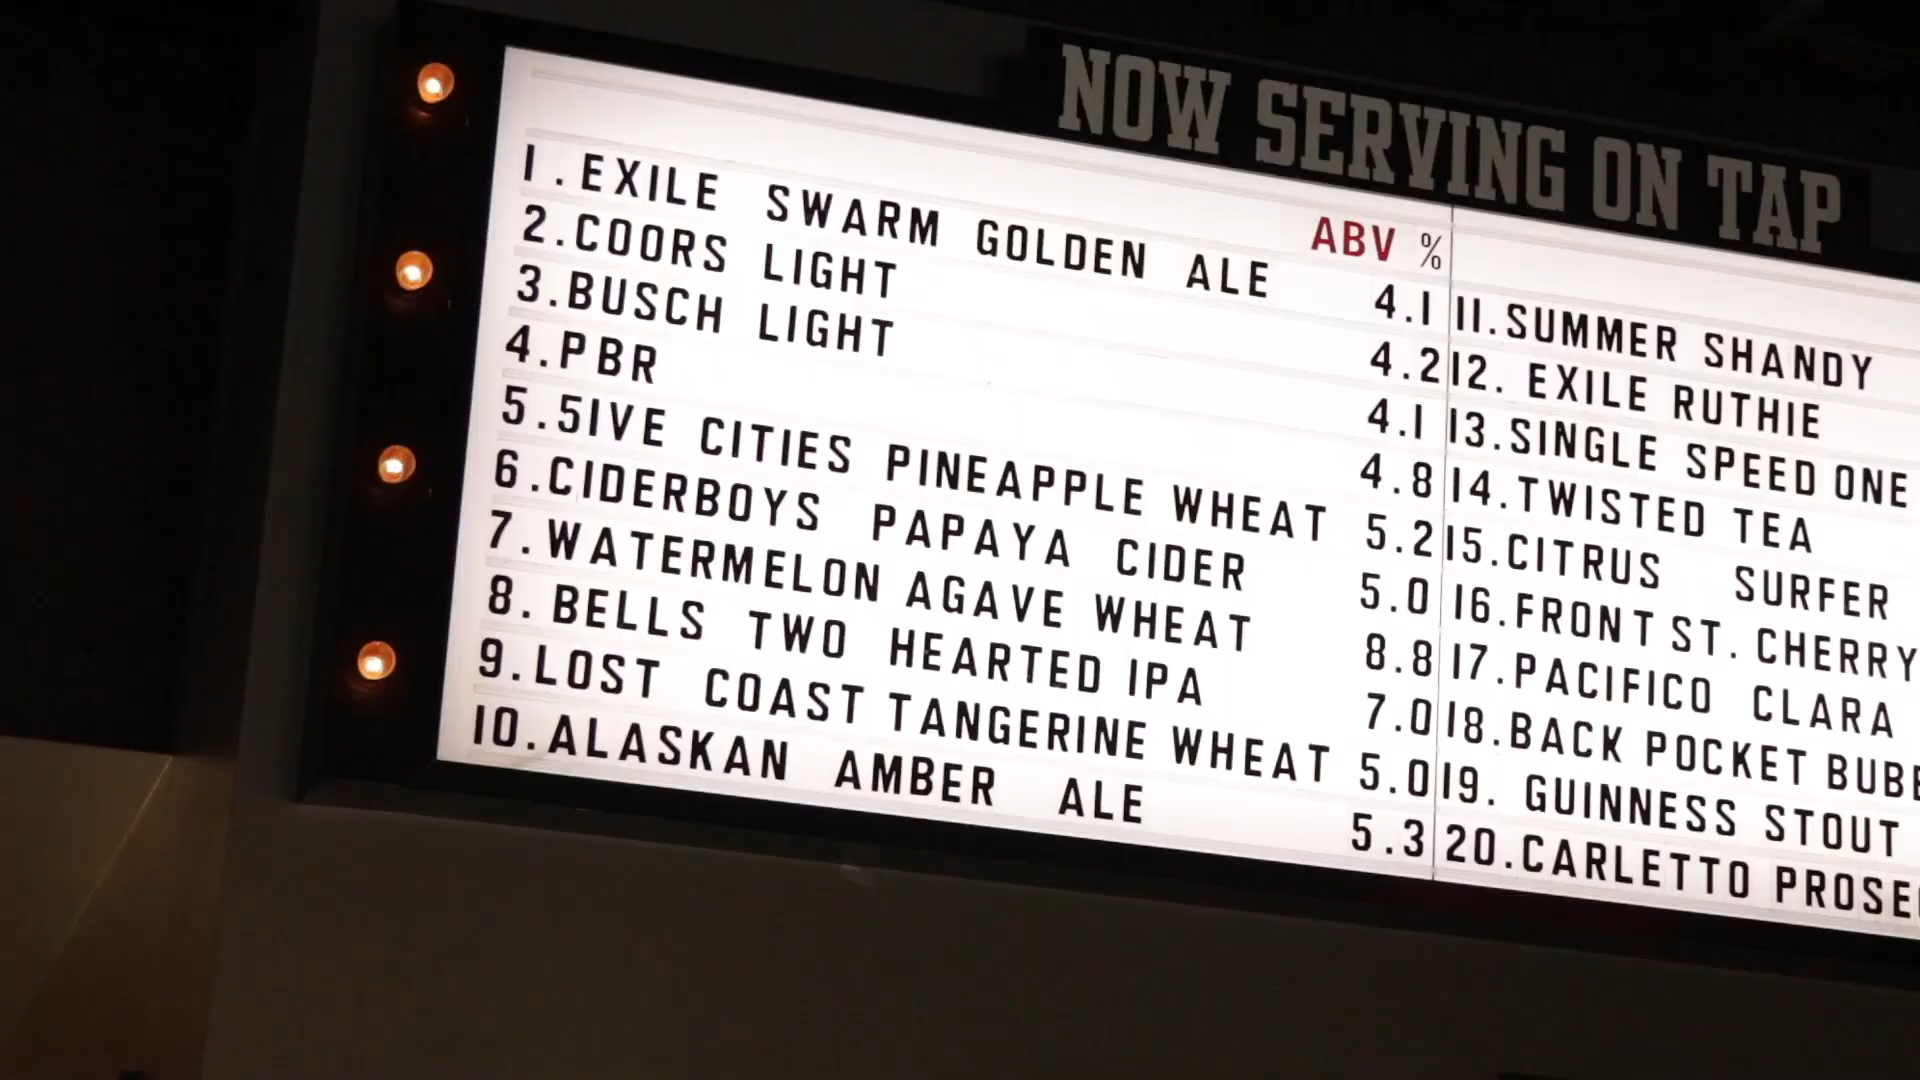 NOW SERVING ON TAP
ABV %
1. EXILE SWARM GOLDEN ALE 4.1
2. COORS LIGHT 4.2
3. BUSCH LIGHT 4.1
4. PBR 4.8
5. 5IVE CITIES PINEAPPLE WHEAT 5.2
6. CIDERBOYS PAPAYA CIDER 5.0
7. WATERMELON AGAVE WHEAT 8.8
8. BELLS TWO HEARTED IPA 7.0
9. LOST COAST TANGERINE WHEAT 5.0
10. ALASKAN AMBER ALE 5.3
11. SUMMER SHANDY
12. EXILE RUTHIE
13. SINGLE SPEED ONE
14. TWISTED TEA
15. CITRUS SURFER
16. FRONT ST. CHERRY
17. PACIFICO CLARA
18. BACK POCKET
19. GUINNESS STOUT
20. CARLETTO